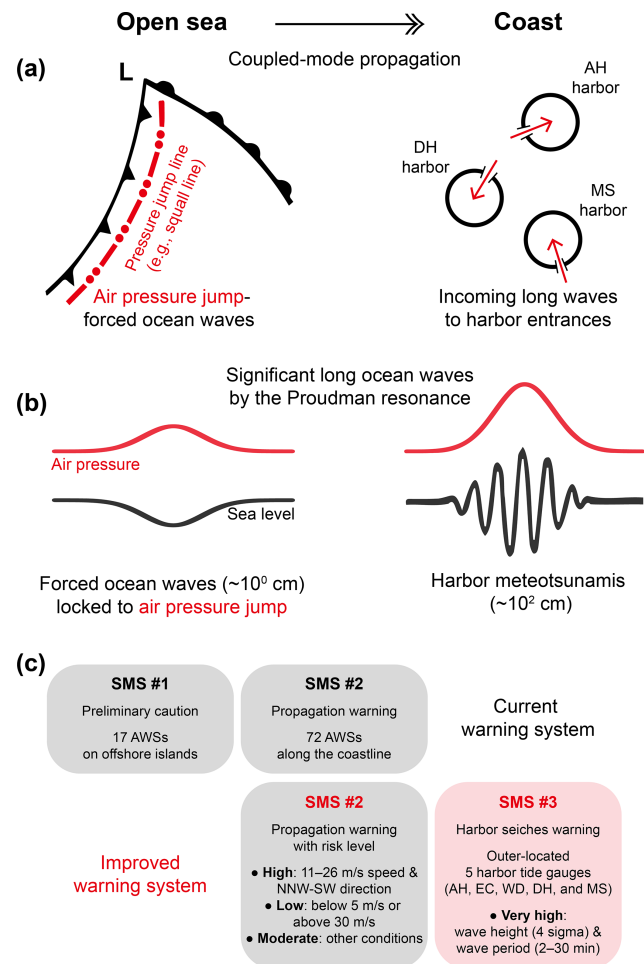 Open sea
Coast
Coupled-mode propagation
(a)
L
Pressure jump line
(e.g., squall line)
Air pressure jump-
forced ocean waves
AH
harbor
DH
harbor
MS
harbor
Incoming long waves
to harbor entrances
(b)
Significant long ocean waves
by the Proudman resonance
Air pressure
Sea level
Forced ocean waves (~10⁰ cm)
locked to air pressure jump
Harbor meteotsunamis
(~10² cm)
(c)
SMS #1
Preliminary caution
17 AWSs
on offshore islands
SMS #2
Propagation warning
72 AWSs
along the coastline
Current
warning system
Improved
warning system
SMS #2
Propagation warning
with risk level
● High: 11–26 m/s speed &
NNW-SW direction
● Low: below 5 m/s or
above 30 m/s
● Moderate: other conditions
SMS #3
Harbor seiches warning
Outer-located
5 harbor tide gauges
(AH, EC, WD, DH, and MS)
● Very high:
wave height (4 sigma) &
wave period (2–30 min)